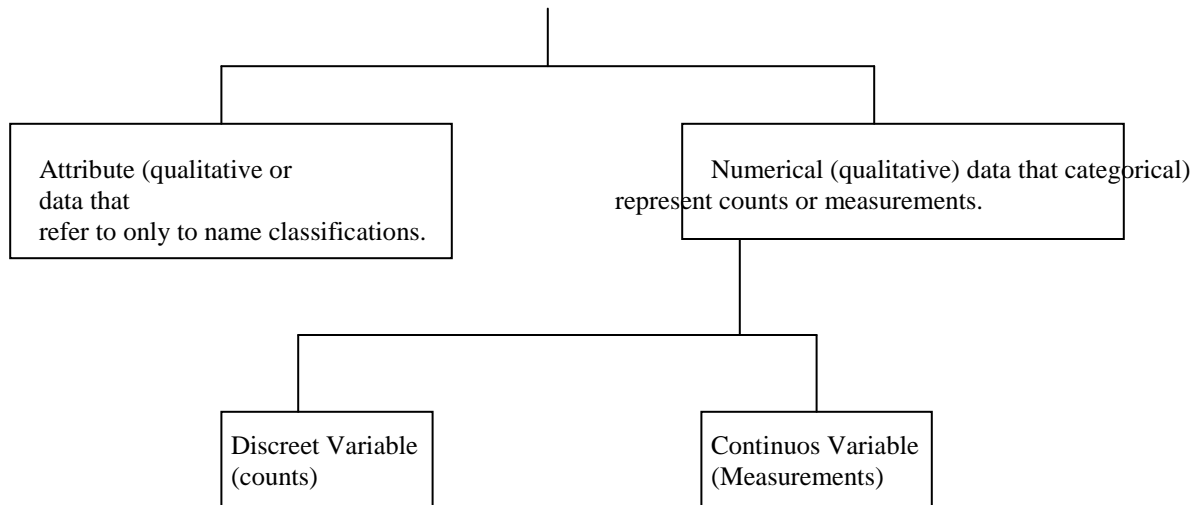 Attribute (qualitative or
data that
refer to only to name classifications.
Numerical (qualitative) data that categorical)
represent counts or measurements.
Discreet Variable
(counts)
Continuos Variable
(Measurements)